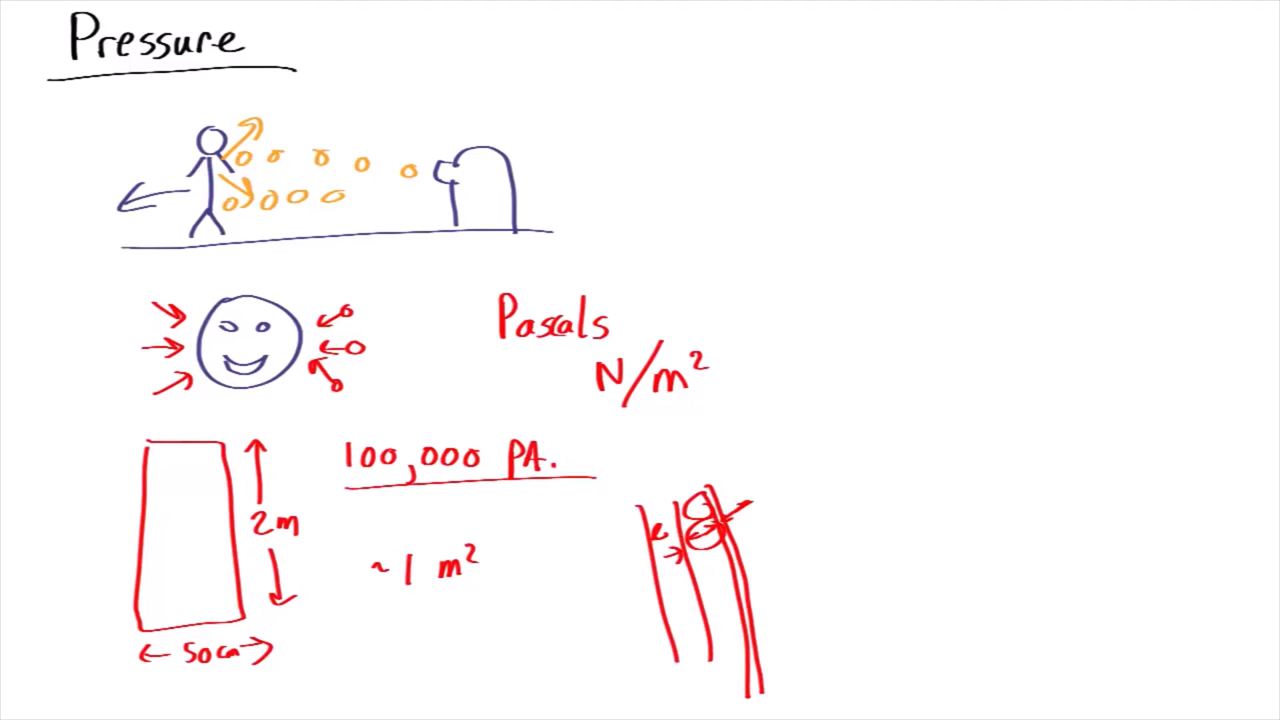 Pressure
Pascals
N/m²
100,000 PA.
2m
~1 m²
50cm